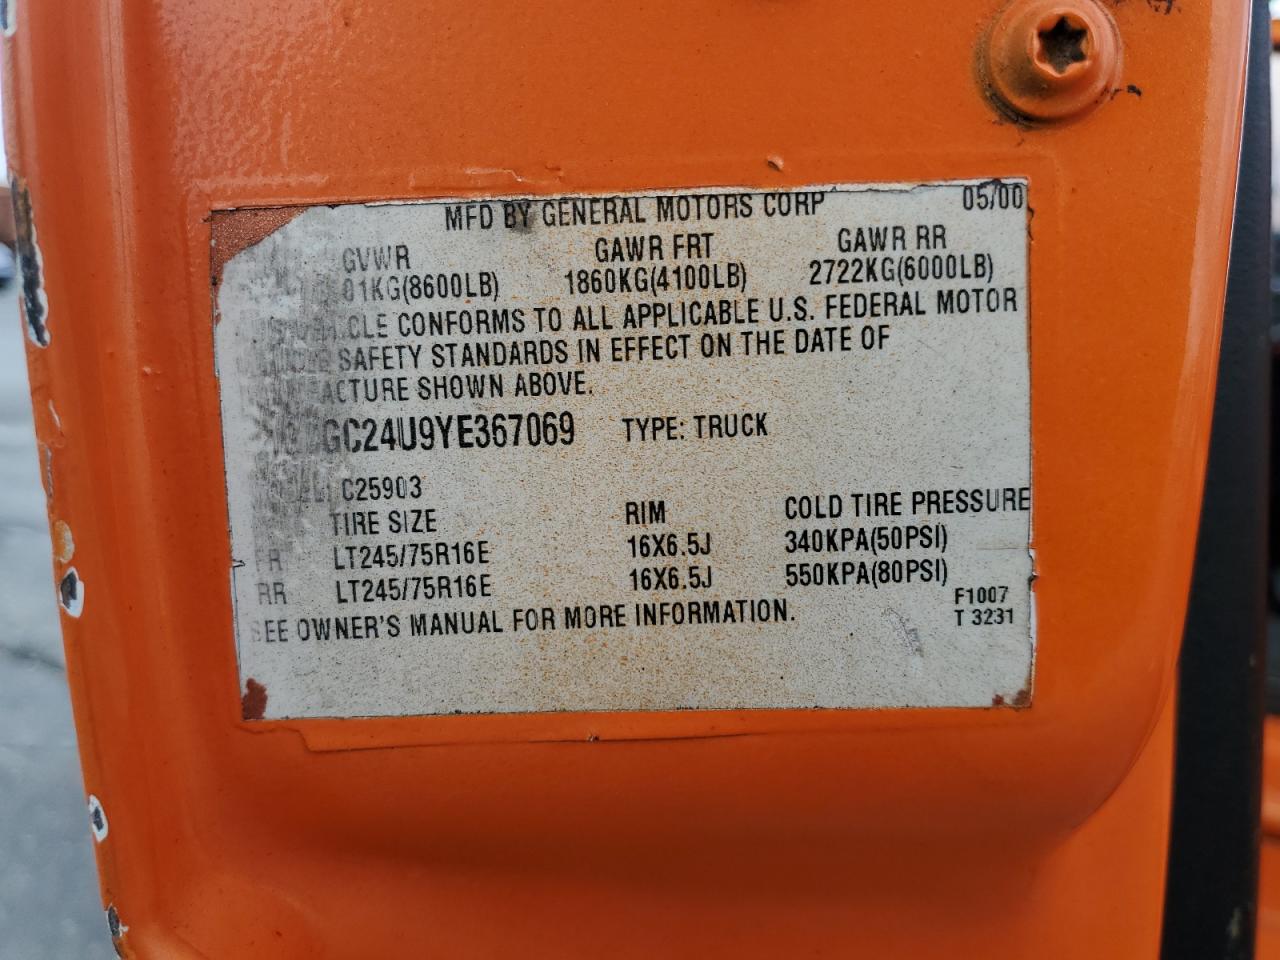 MFD BY GENERAL MOTORS CORP 05/00
GVWR GAWR FRT GAWR RR
01KG(8600LB) 1860KG(4100LB) 2722KG(6000LB)
CONFORMS TO ALL APPLICABLE U.S. FEDERAL MOTOR
SAFETY STANDARDS IN EFFECT ON THE DATE OF
ACTURE SHOWN ABOVE.
GC24U9YE367069 TYPE: TRUCK
C25903
TIRE SIZE RIM COLD TIRE PRESSURE
FR LT245/75R16E 16X6.5J 340KPA(50PSI)
RR LT245/75R16E 16X6.5J 550KPA(80PSI)
SEE OWNER'S MANUAL FOR MORE INFORMATION.
F1007
T 3231